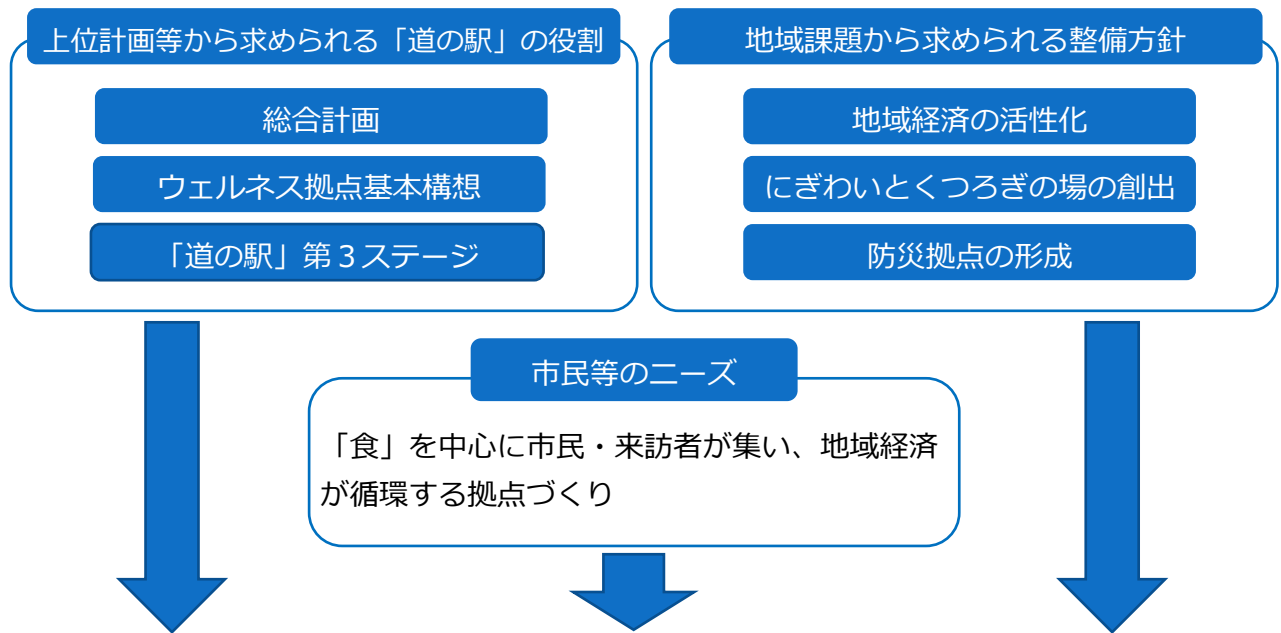 上位計画等から求められる「道の駅」の役割
総合計画
ウェルネス拠点基本構想
「道の駅」第３ステージ
地域課題から求められる整備方針
地域経済の活性化
にぎわいとくつろぎの場の創出
防災拠点の形成
市民等のニーズ
「食」を中心に市民・来訪者が集い、地域経済
が循環する拠点づくり